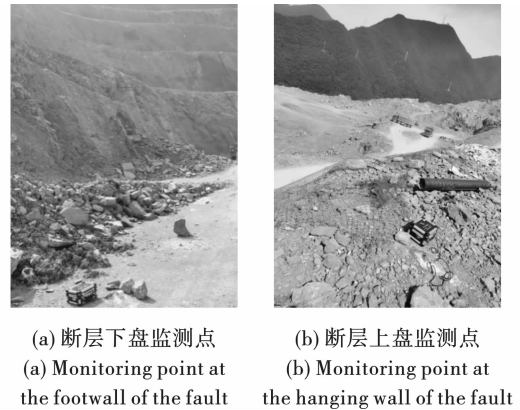 (a) 断层下盘监测点
(a) Monitoring point at
the footwall of the fault
(b) 断层上盘监测点
(b) Monitoring point at
the hanging wall of the fault